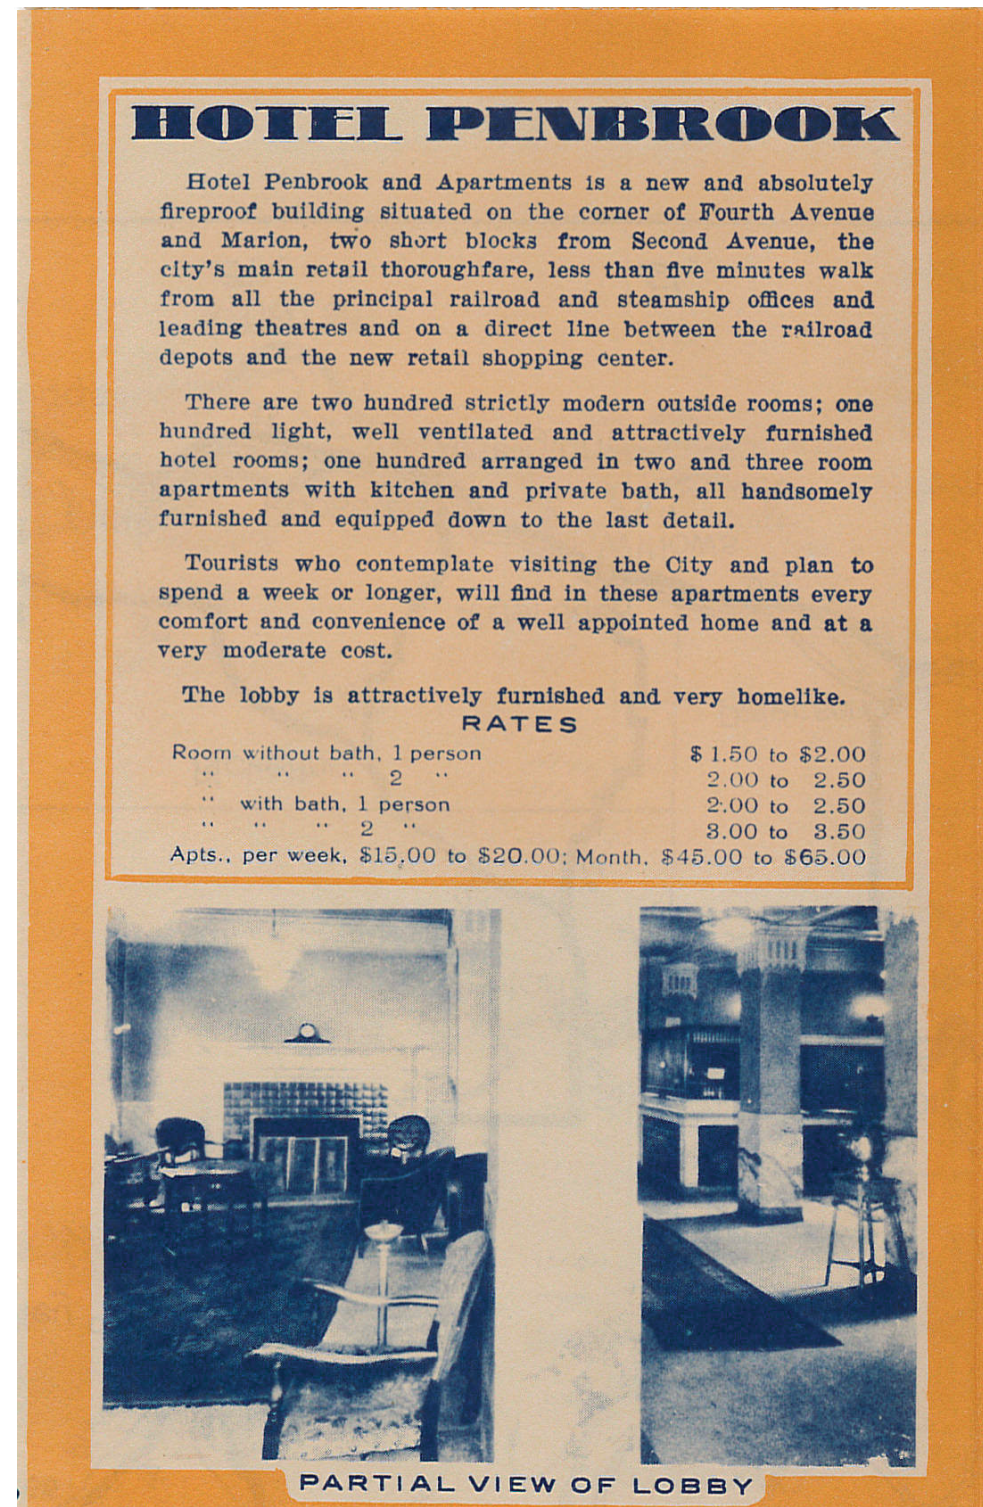 HOTEL PENBROOK
Hotel Penbrook and Apartments is a new and absolutely
fireproof building situated on the corner of Fourth Avenue
and Marion, two short blocks from Second Avenue, the
city's main retail thoroughfare, less than five minutes walk
from all the principal railroad and steamship offices and
leading theatres and on a direct line between the railroad
depots and the new retail shopping center.
There are two hundred strictly modern outside rooms; one
hundred light, well ventilated and attractively furnished
hotel rooms; one hundred arranged in two and three room
apartments with kitchen and private bath, all handsomely
furnished and equipped down to the last detail.
Tourists who contemplate visiting the City and plan to
spend a week or longer, will find in these apartments every
comfort and convenience of a well appointed home and at a
very moderate cost.
The lobby is attractively furnished and very homelike.
RATES
Room without bath, 1 person $ 1.50 to $2.00
" " " 2 " 2.00 to 2.50
" with bath, 1 person 2.00 to 2.50
" " " 2 " 3.00 to 3.50
Apts., per week, $15.00 to $20.00; Month, $45.00 to $65.00
PARTIAL VIEW OF LOBBY